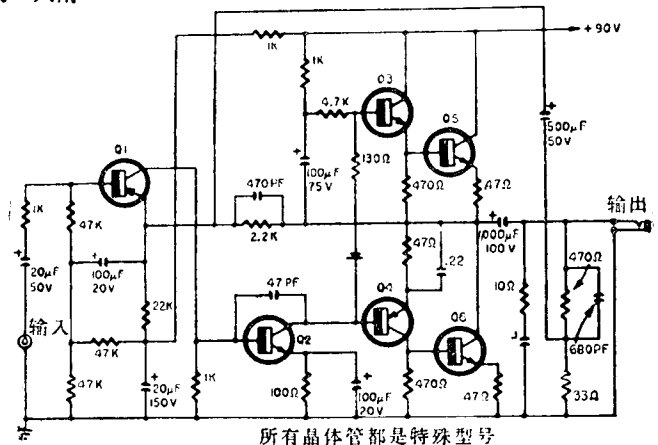 +90V
1K
1K
Q3
4.7K
Q5
500μF
50V
Q1
130Ω
100μF
75V
470PF
470Ω
.47Ω
输出
1K
47K
2.2K
47Ω
1000μF
100V
470Ω
20μF
50V
100μF
20V
.22
10Ω
22K
47PF
Q4
Q6
680PF
输入
47K
Q2
47K
20μF
150V
1K
100Ω
100μF
20V
470Ω
.47Ω
33Ω
所有晶体管都是特殊型号